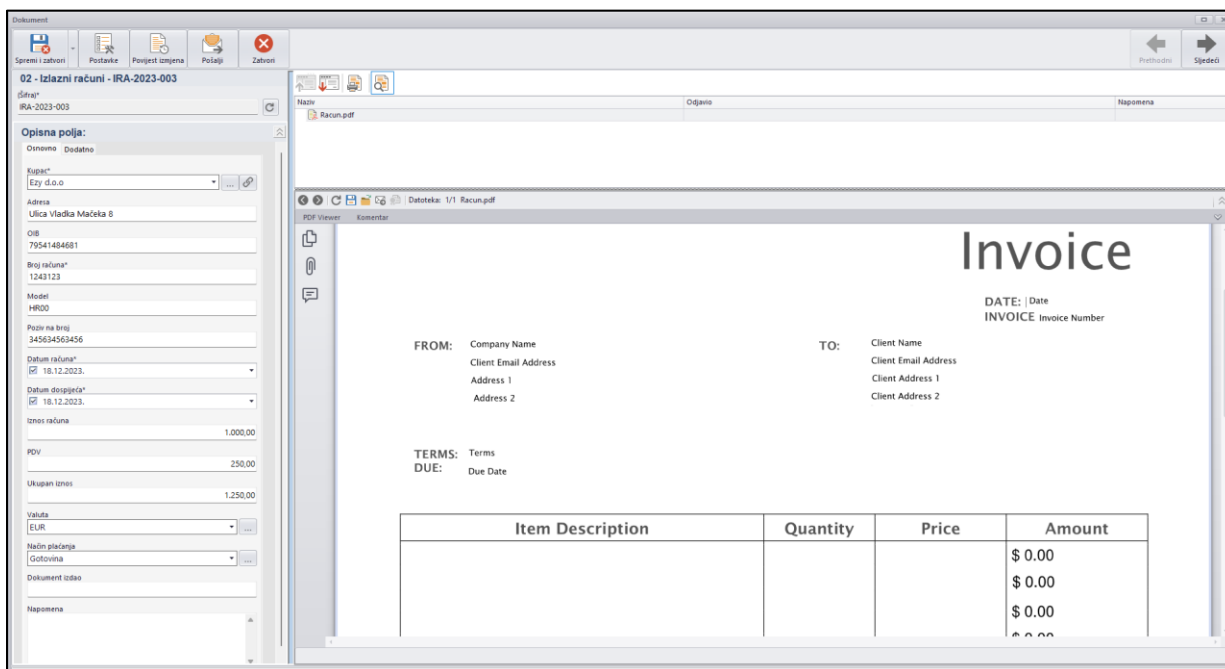 Dokument
Spremi i zatvori
Postavke
Povijest izmjena
Pošalji
Zatvori
Prethodni
Sljedeći
02 - Izlazni računi - IRA-2023-003
(Šifra)*
IRA-2023-003
Opisna polja:
Osnovno Dodatno
Kupac*
Ezy d.o.o
Adresa
Ulica Vladka Mačeka 8
OIB
79541484681
Broj računa*
1243123
Model
HR00
Poziv na broj
345634563456
Datum računa*
18.12.2023.
Datum dospijeća*
18.12.2023.
Iznos računa
1.000,00
PDV
250,00
Ukupan iznos
1.250,00
Valuta
EUR
Način plaćanja
Gotovina
Dokument izdao
Napomena
Naziv Odjavio Napomena
Racun.pdf
Datoteka: 1/1 Racun.pdf
PDF Viewer Komentar
Invoice
DATE: Date
INVOICE Invoice Number
FROM: Company Name
Client Email Address
Address 1
Address 2
TO: Client Name
Client Email Address
Client Address 1
Client Address 2
TERMS: Terms
DUE: Due Date
Item Description Quantity Price Amount
$ 0.00
$ 0.00
$ 0.00
$ 0.00